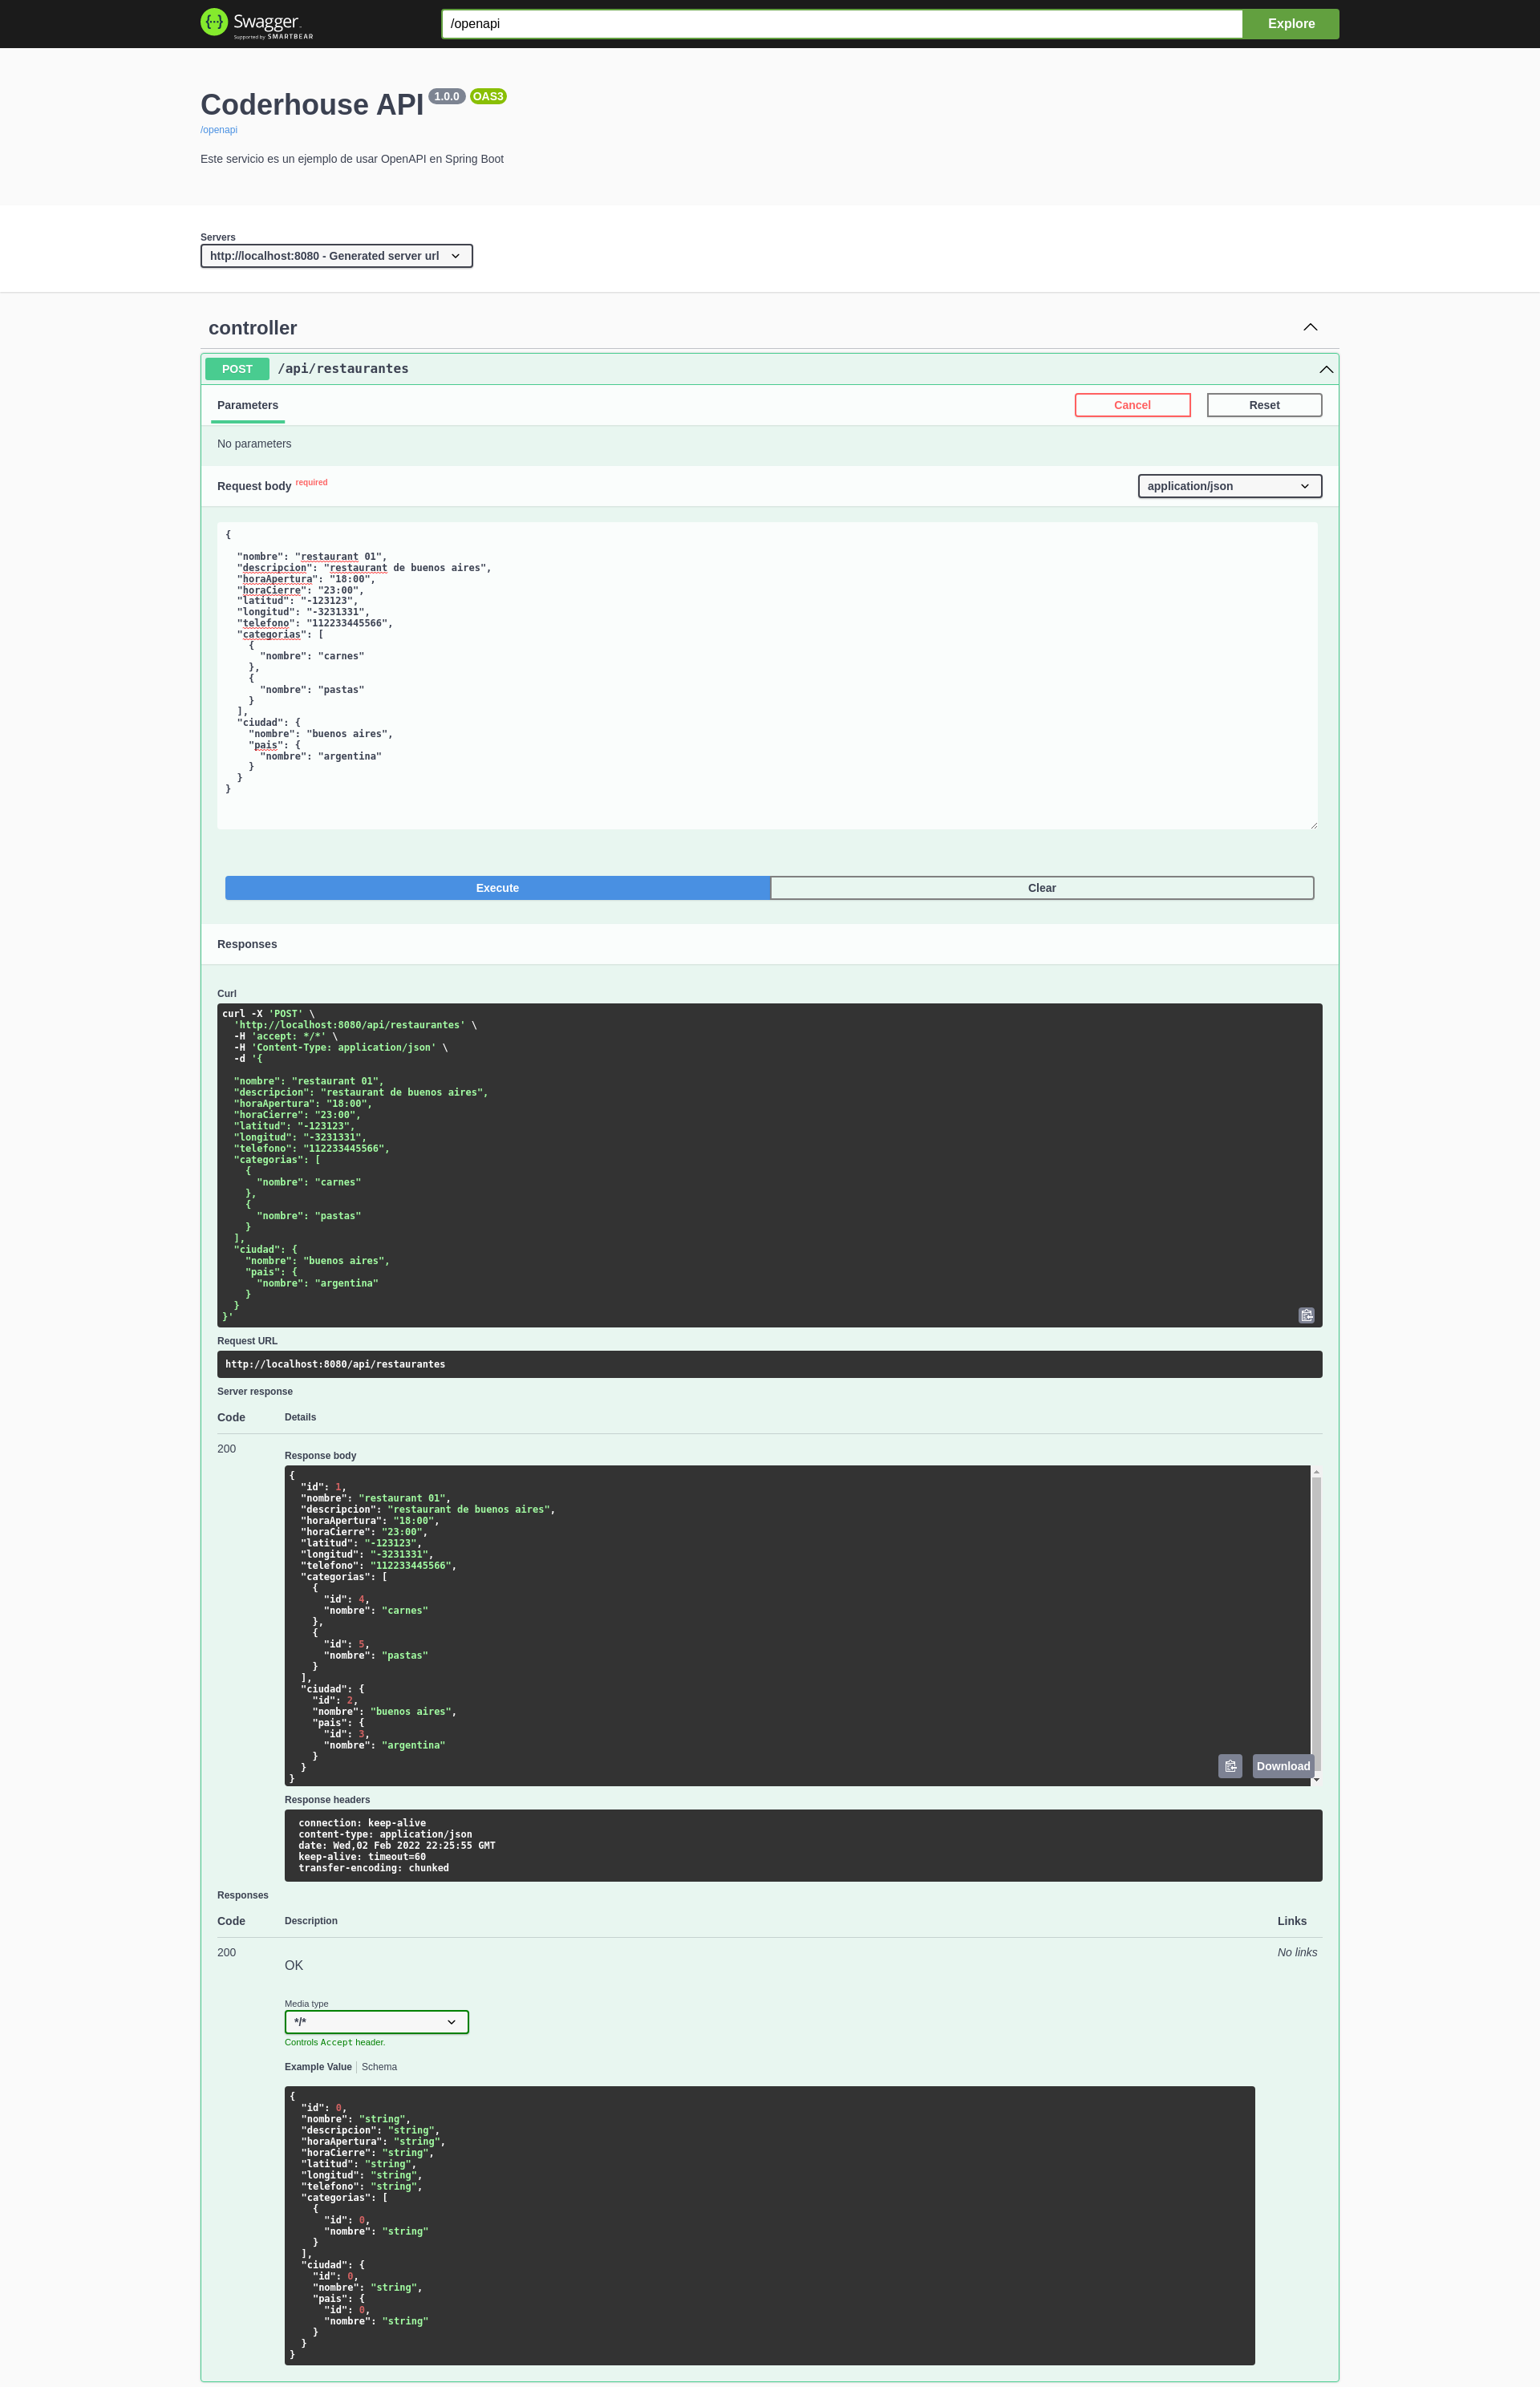 Swagger
Supported by SMARTBEAR
/openapi
Explore
Coderhouse API 1.0.0 OAS3
/openapi
Este servicio es un ejemplo de usar OpenAPI en Spring Boot
Servers
http://localhost:8080 - Generated server url
controller
POST /api/restaurantes
Parameters
Cancel
Reset
No parameters
Request body required
application/json
{
"nombre": "restaurant 01",
"descripcion": "restaurant de buenos aires",
"horaApertura": "18:00",
"horaCierre": "23:00",
"latitud": "-123123",
"longitud": "-3231331",
"telefono": "112233445566",
"categorias": [
{
"nombre": "carnes"
},
{
"nombre": "pastas"
}
],
"ciudad": {
"nombre": "buenos aires",
"pais": {
"nombre": "argentina"
}
}
}
Execute
Clear
Responses
Curl
curl -X 'POST' \
'http://localhost:8080/api/restaurantes' \
-H 'accept: */*' \
-H 'Content-Type: application/json' \
-d '{
"nombre": "restaurant 01",
"descripcion": "restaurant de buenos aires",
"horaApertura": "18:00",
"horaCierre": "23:00",
"latitud": "-123123",
"longitud": "-3231331",
"telefono": "112233445566",
"categorias": [
{
"nombre": "carnes"
},
{
"nombre": "pastas"
}
],
"ciudad": {
"nombre": "buenos aires",
"pais": {
"nombre": "argentina"
}
}
}'
Request URL
http://localhost:8080/api/restaurantes
Server response
Code Details
200
Response body
{
"id": 1,
"nombre": "restaurant 01",
"descripcion": "restaurant de buenos aires",
"horaApertura": "18:00",
"horaCierre": "23:00",
"latitud": "-123123",
"longitud": "-3231331",
"telefono": "112233445566",
"categorias": [
{
"id": 4,
"nombre": "carnes"
},
{
"id": 5,
"nombre": "pastas"
}
],
"ciudad": {
"id": 2,
"nombre": "buenos aires",
"pais": {
"id": 3,
"nombre": "argentina"
}
}
}
Download
Response headers
connection: keep-alive
content-type: application/json
date: Wed,02 Feb 2022 22:25:55 GMT
keep-alive: timeout=60
transfer-encoding: chunked
Responses
Code Description Links
200 No links
OK
Media type
*/*
Controls Accept header.
Example Value Schema
{
"id": 0,
"nombre": "string",
"descripcion": "string",
"horaApertura": "string",
"horaCierre": "string",
"latitud": "string",
"longitud": "string",
"telefono": "string",
"categorias": [
{
"id": 0,
"nombre": "string"
}
],
"ciudad": {
"id": 0,
"nombre": "string",
"pais": {
"id": 0,
"nombre": "string"
}
}
}